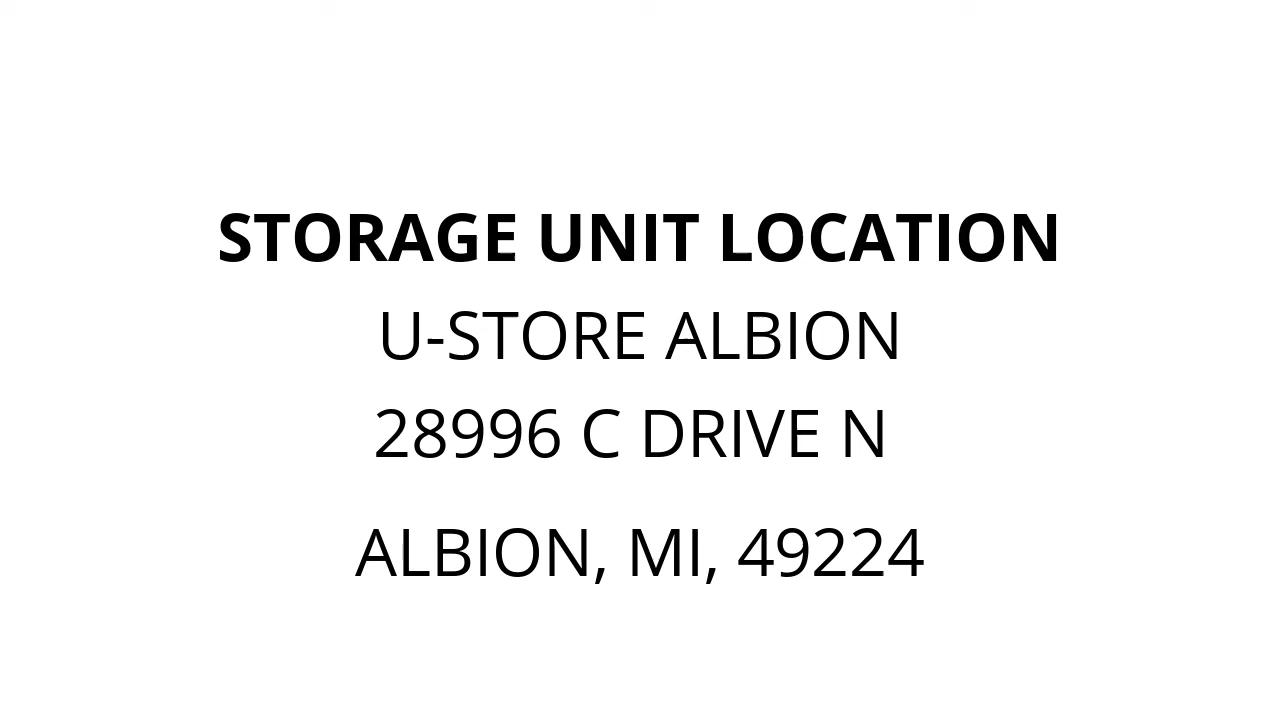 STORAGE UNIT LOCATION
U-STORE ALBION
28996 C DRIVE N
ALBION, MI, 49224